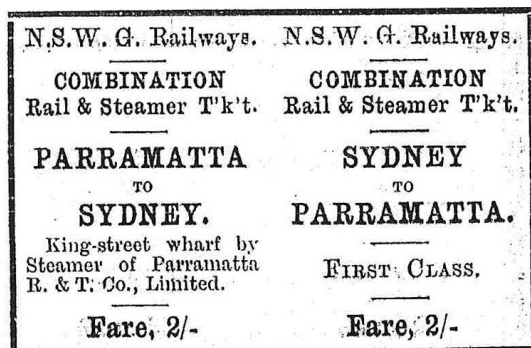 N.S.W. G. Railways.
COMBINATION
Rail & Steamer T'k't.
PARRAMATTA
TO
SYDNEY.
King-street wharf by
Steamer of Parramatta
R. & T. Co., Limited.
Fare, 2/-
N.S.W. G. Railways.
COMBINATION
Rail & Steamer T'k't.
SYDNEY
TO
PARRAMATTA.
FIRST CLASS.
Fare, 2/-